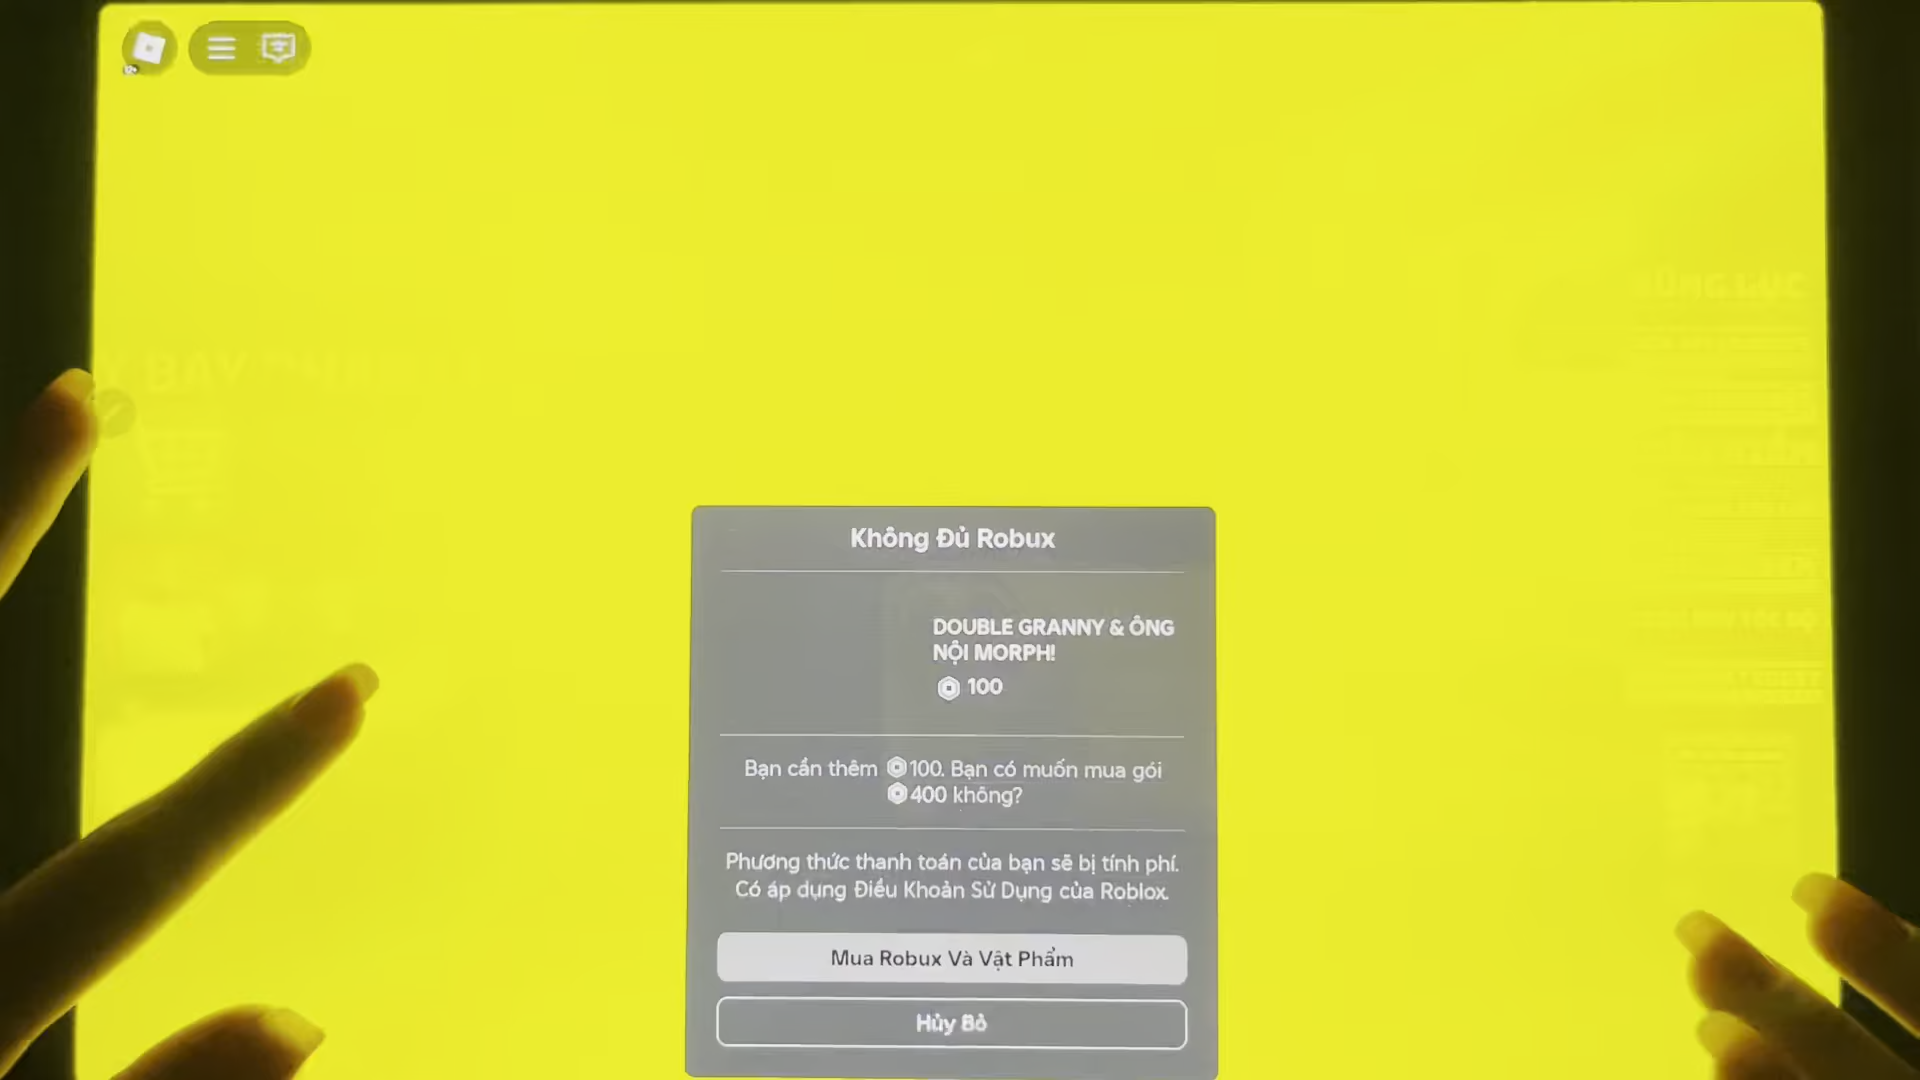 Không Đủ Robux
DOUBLE GRANNY & ÔNG
NỘI MORPH!
100
Bạn cần thêm 100. Bạn có muốn mua gói
400 không?
Phương thức thanh toán của bạn sẽ bị tính phí.
Có áp dụng Điều Khoản Sử Dụng của Roblox.
Mua Robux Và Vật Phẩm
Hủy Bỏ